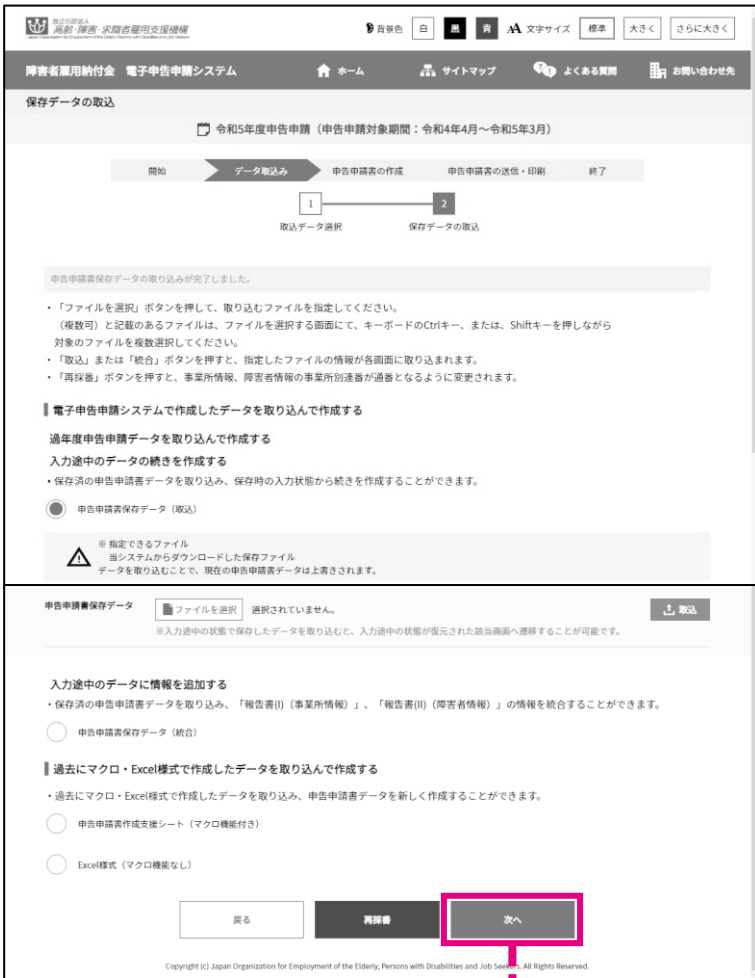 独立行政法人
高齢・障害・求職者雇用支援機構
Japan Organization for Employment of the Elderly, Persons with Disabilities and Job Seekers
背景色 白 黒 青 AA 文字サイズ 標準 大きく さらに大きく
障害者雇用納付金 電子申告申請システム ホーム サイトマップ よくある質問 お問い合わせ先
保存データの取込
令和5年度申告申請（申告申請対象期間：令和4年4月～令和5年3月）
開始 データ取込み 申告申請書の作成 申告申請書の送信・印刷 終了
1 2
取込データ選択 保存データの取込
申告申請書保存データの取り込みが完了しました。
・「ファイルを選択」ボタンを押して、取り込むファイルを指定してください。
（複数可）と記載のあるファイルは、ファイルを選択する画面にて、キーボードのCtrlキー、または、Shiftキーを押しながら
対象のファイルを複数選択してください。
・「取込」または「統合」ボタンを押すと、指定したファイルの情報が各画面に取り込まれます。
・「再採番」ボタンを押すと、事業所情報、障害者情報の事業所別連番が通番となるように変更されます。
電子申告申請システムで作成したデータを取り込んで作成する
過年度申告申請データを取り込んで作成する
入力途中のデータの続きを作成する
・保存済の申告申請書データを取り込み、保存時の入力状態から続きを作成することができます。
申告申請書保存データ（取込）
※ 指定できるファイル
当システムからダウンロードした保存ファイル
データを取り込むことで、現在の申告申請書データは上書きされます。
申告申請書保存データ ファイルを選択 選択されていません。 取込
※入力途中の状態で保存したデータを取り込むと、入力途中の状態が復元された該当画面へ遷移することが可能です。
入力途中のデータに情報を追加する
・保存済の申告申請書データを取り込み、「報告書(I)（事業所情報）」、「報告書(II)（障害者情報）」の情報を統合することができます。
申告申請書保存データ（統合）
過去にマクロ・Excel様式で作成したデータを取り込んで作成する
・過去にマクロ・Excel様式で作成したデータを取り込み、申告申請書データを新しく作成することができます。
申告申請書作成支援シート（マクロ機能付き）
Excel様式（マクロ機能なし）
戻る 再採番 次へ
Copyright (c) Japan Organization for Employment of the Elderly, Persons with Disabilities and Job Seekers. All Rights Reserved.